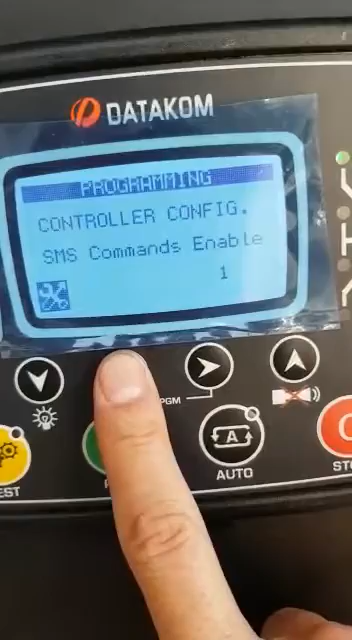 DATAKOM
PROGRAMMING
CONTROLLER CONFIG.
SMS Commands Enable
1
PGM
AUTO